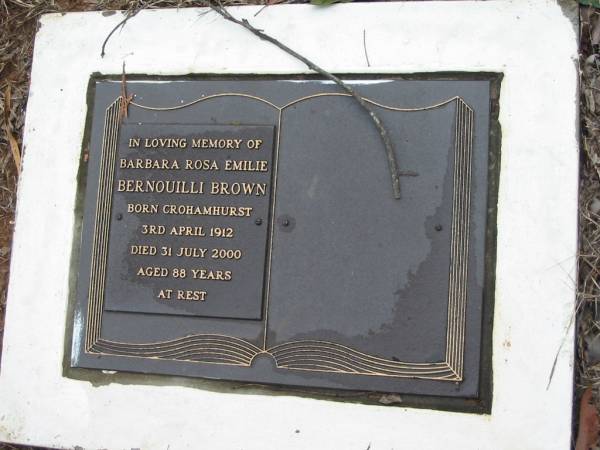 IN LOVING MEMORY OF
BARBARA ROSA EMILIE
BERNOUILLI BROWN
BORN CROHAMHURST
3RD APRIL 1912
DIED 31 JULY 2000
AGED 88 YEARS
AT REST